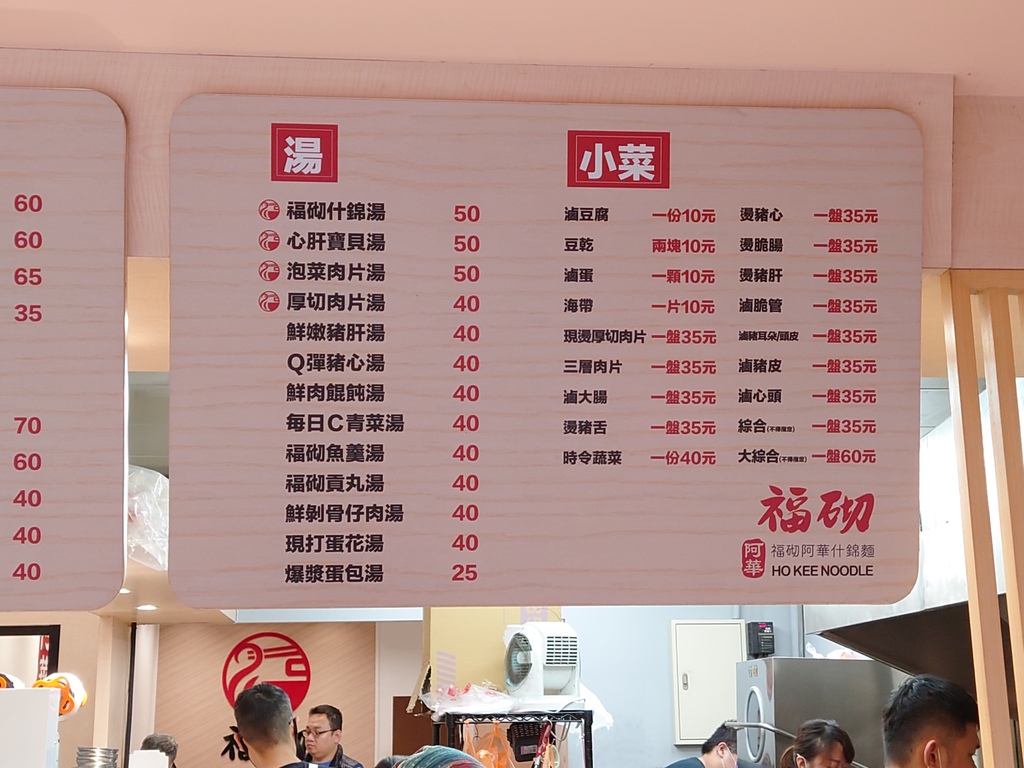 60
60
65
35
70
60
40
40
40
湯
福砌什錦湯 50
心肝寶貝湯 50
泡菜肉片湯 50
厚切肉片湯 40
鮮嫩豬肝湯 40
Q彈豬心湯 40
鮮肉餛飩湯 40
每日C青菜湯 40
福砌魚羹湯 40
福砌貢丸湯 40
鮮剝骨仔肉湯 40
現打蛋花湯 40
爆漿蛋包湯 25
小菜
滷豆腐 一份10元 燙豬心 一盤35元
豆乾 兩塊10元 燙脆腸 一盤35元
滷蛋 一顆10元 燙豬肝 一盤35元
海帶 一片10元 滷脆管 一盤35元
現燙厚切肉片 一盤35元 滷豬耳朵/頭皮 一盤35元
三層肉片 一盤35元 滷豬皮 一盤35元
滷大腸 一盤35元 滷心頭 一盤35元
燙豬舌 一盤35元 綜合(不得指定) 一盤35元
時令蔬菜 一份40元 大綜合(不得指定) 一盤60元
福砌
阿華 福砌阿華什錦麵
HO KEE NOODLE